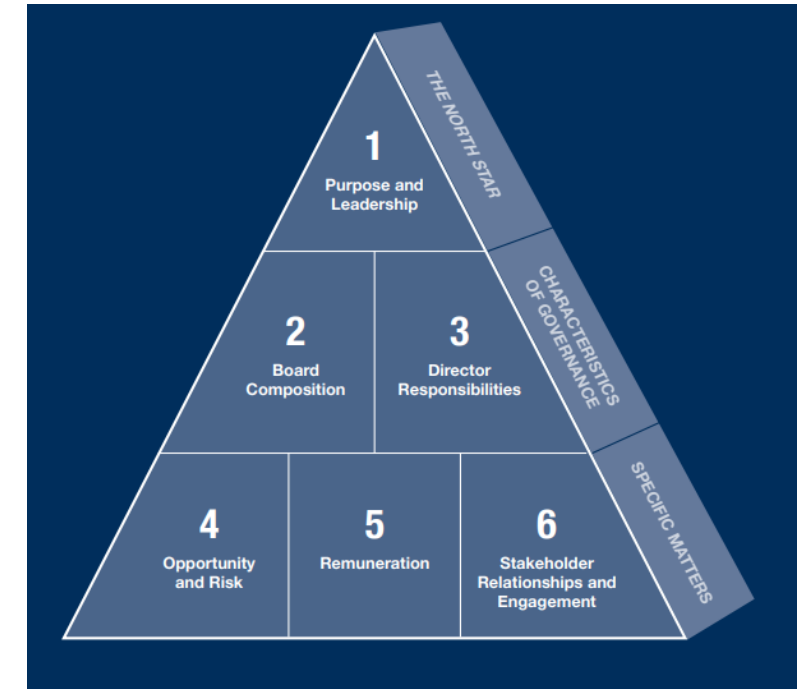 THE NORTH STAR
1
Purpose and
Leadership
CHARACTERISTICS
OF GOVERNANCE
2
Board
Composition
3
Director
Responsibilities
SPECIFIC MATTERS
4
Opportunity
and Risk
5
Remuneration
6
Stakeholder
Relationships and
Engagement